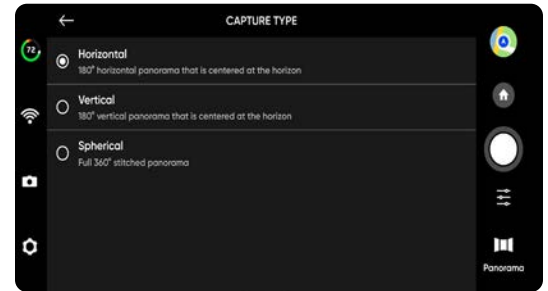 CAPTURE TYPE
72
Horizontal
180° horizontal panorama that is centered at the horizon
Vertical
180° vertical panorama that is centered at the horizon
Spherical
Full 360° stitched panorama
Panorama